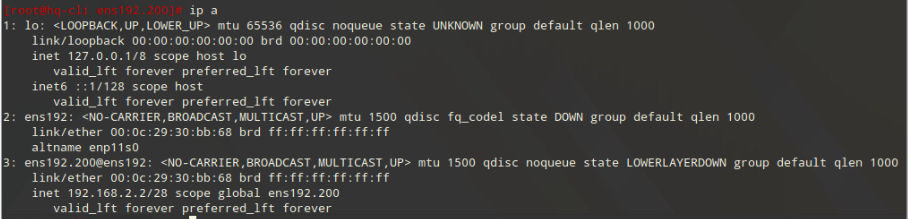 [root@hq-cli ens192.200]# ip a
1: lo: <LOOPBACK,UP,LOWER_UP> mtu 65536 qdisc noqueue state UNKNOWN group default qlen 1000
    link/loopback 00:00:00:00:00:00 brd 00:00:00:00:00:00
    inet 127.0.0.1/8 scope host lo
       valid_lft forever preferred_lft forever
    inet6 ::1/128 scope host
       valid_lft forever preferred_lft forever
2: ens192: <NO-CARRIER,BROADCAST,MULTICAST,UP> mtu 1500 qdisc fq_codel state DOWN group default qlen 1000
    link/ether 00:0c:29:30:bb:68 brd ff:ff:ff:ff:ff:ff
    altname enp11s0
3: ens192.200@ens192: <NO-CARRIER,BROADCAST,MULTICAST,UP> mtu 1500 qdisc noqueue state LOWERLAYERDOWN group default qlen 1000
    link/ether 00:0c:29:30:bb:68 brd ff:ff:ff:ff:ff:ff
    inet 192.168.2.2/28 scope global ens192.200
       valid_lft forever preferred_lft forever